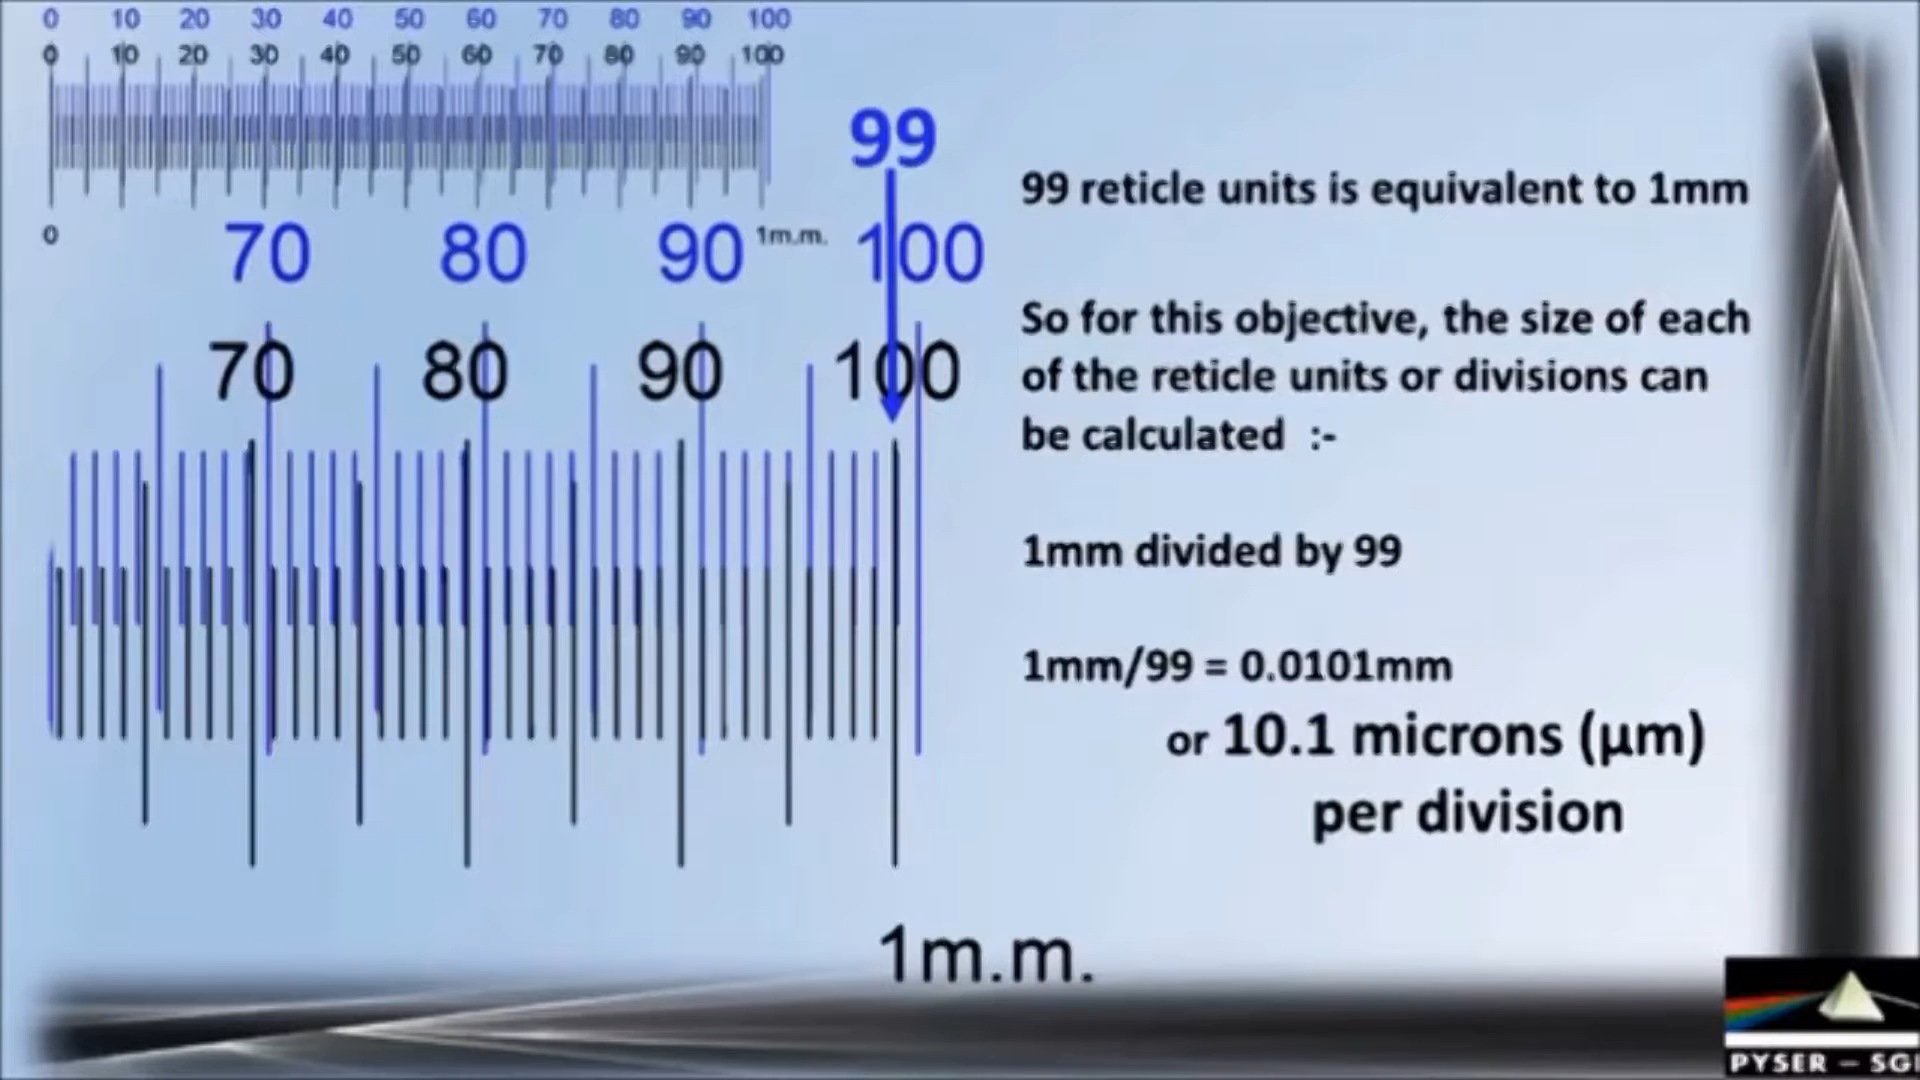 0 10 20 30 40 50 60 70 80 90 100
0 10 20 30 40 50 60 70 80 90 100
0 1m.m.
99
70 80 90 100
70 80 90 100
1m.m.
99 reticle units is equivalent to 1mm
So for this objective, the size of each
of the reticle units or divisions can
be calculated :-
1mm divided by 99
1mm/99 = 0.0101mm
or 10.1 microns (µm)
per division
PYSER – SGI